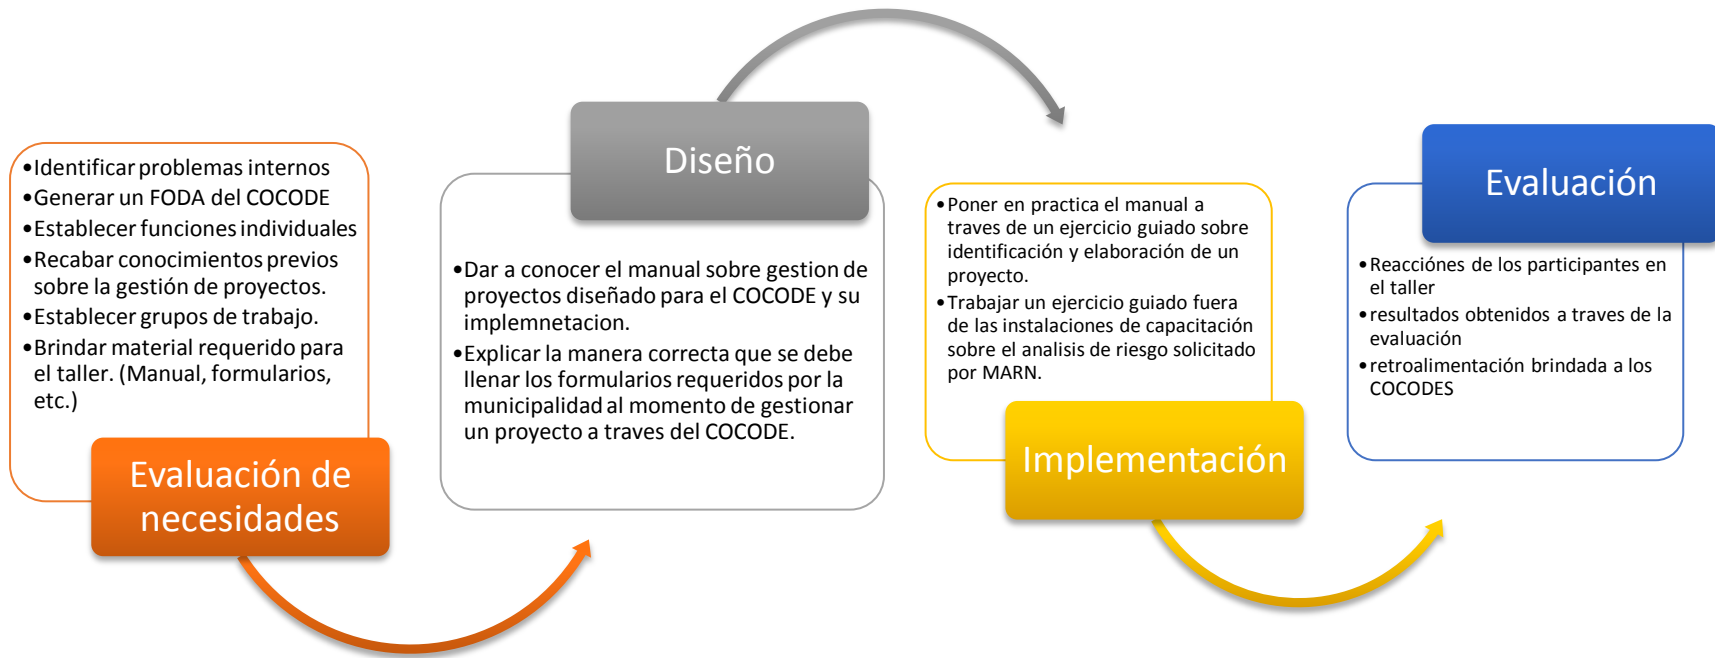 •Identificar problemas internos
•Generar un FODA del COCODE
•Establecer funciones individuales
•Recabar conocimientos previos
sobre la gestión de proyectos.
•Establecer grupos de trabajo.
•Brindar material requerido para
el taller. (Manual, formularios,
etc.)
Evaluación de
necesidades
Diseño
•Dar a conocer el manual sobre gestion de
proyectos diseñado para el COCODE y su
implemnetacion.
•Explicar la manera correcta que se debe
llenar los formularios requeridos por la
municipalidad al momento de gestionar
un proyecto a traves del COCODE.
•Poner en practica el manual a
traves de un ejercicio guiado sobre
identificación y elaboración de un
proyecto.
•Trabajar un ejercicio guiado fuera
de las instalaciones de capacitación
sobre el analisis de riesgo solicitado
por MARN.
Implementación
Evaluación
•Reacciónes de los participantes en
el taller
•resultados obtenidos a traves de la
evaluación
•retroalimentación brindada a los
COCODES